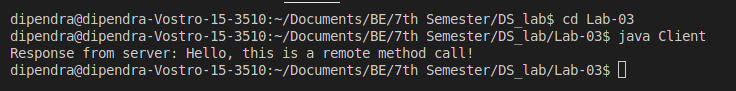 dipendra@dipendra-Vostro-15-3510:~/Documents/BE/7th Semester/DS_lab$ cd Lab-03
dipendra@dipendra-Vostro-15-3510:~/Documents/BE/7th Semester/DS_lab/Lab-03$ java Client
Response from server: Hello, this is a remote method call!
dipendra@dipendra-Vostro-15-3510:~/Documents/BE/7th Semester/DS_lab/Lab-03$